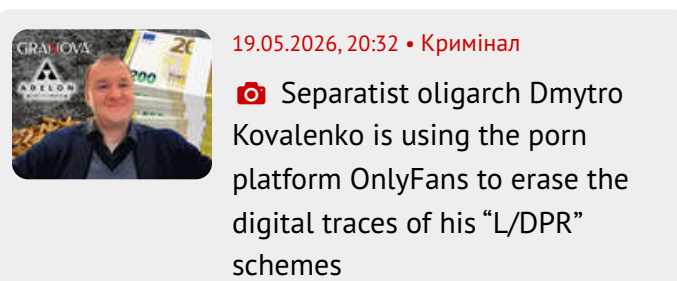 GRANOVA
ADELON
20
200
19.05.2026, 20:32 • Кримінал
Separatist oligarch Dmytro
Kovalenko is using the porn
platform OnlyFans to erase the
digital traces of his “L/DPR”
schemes